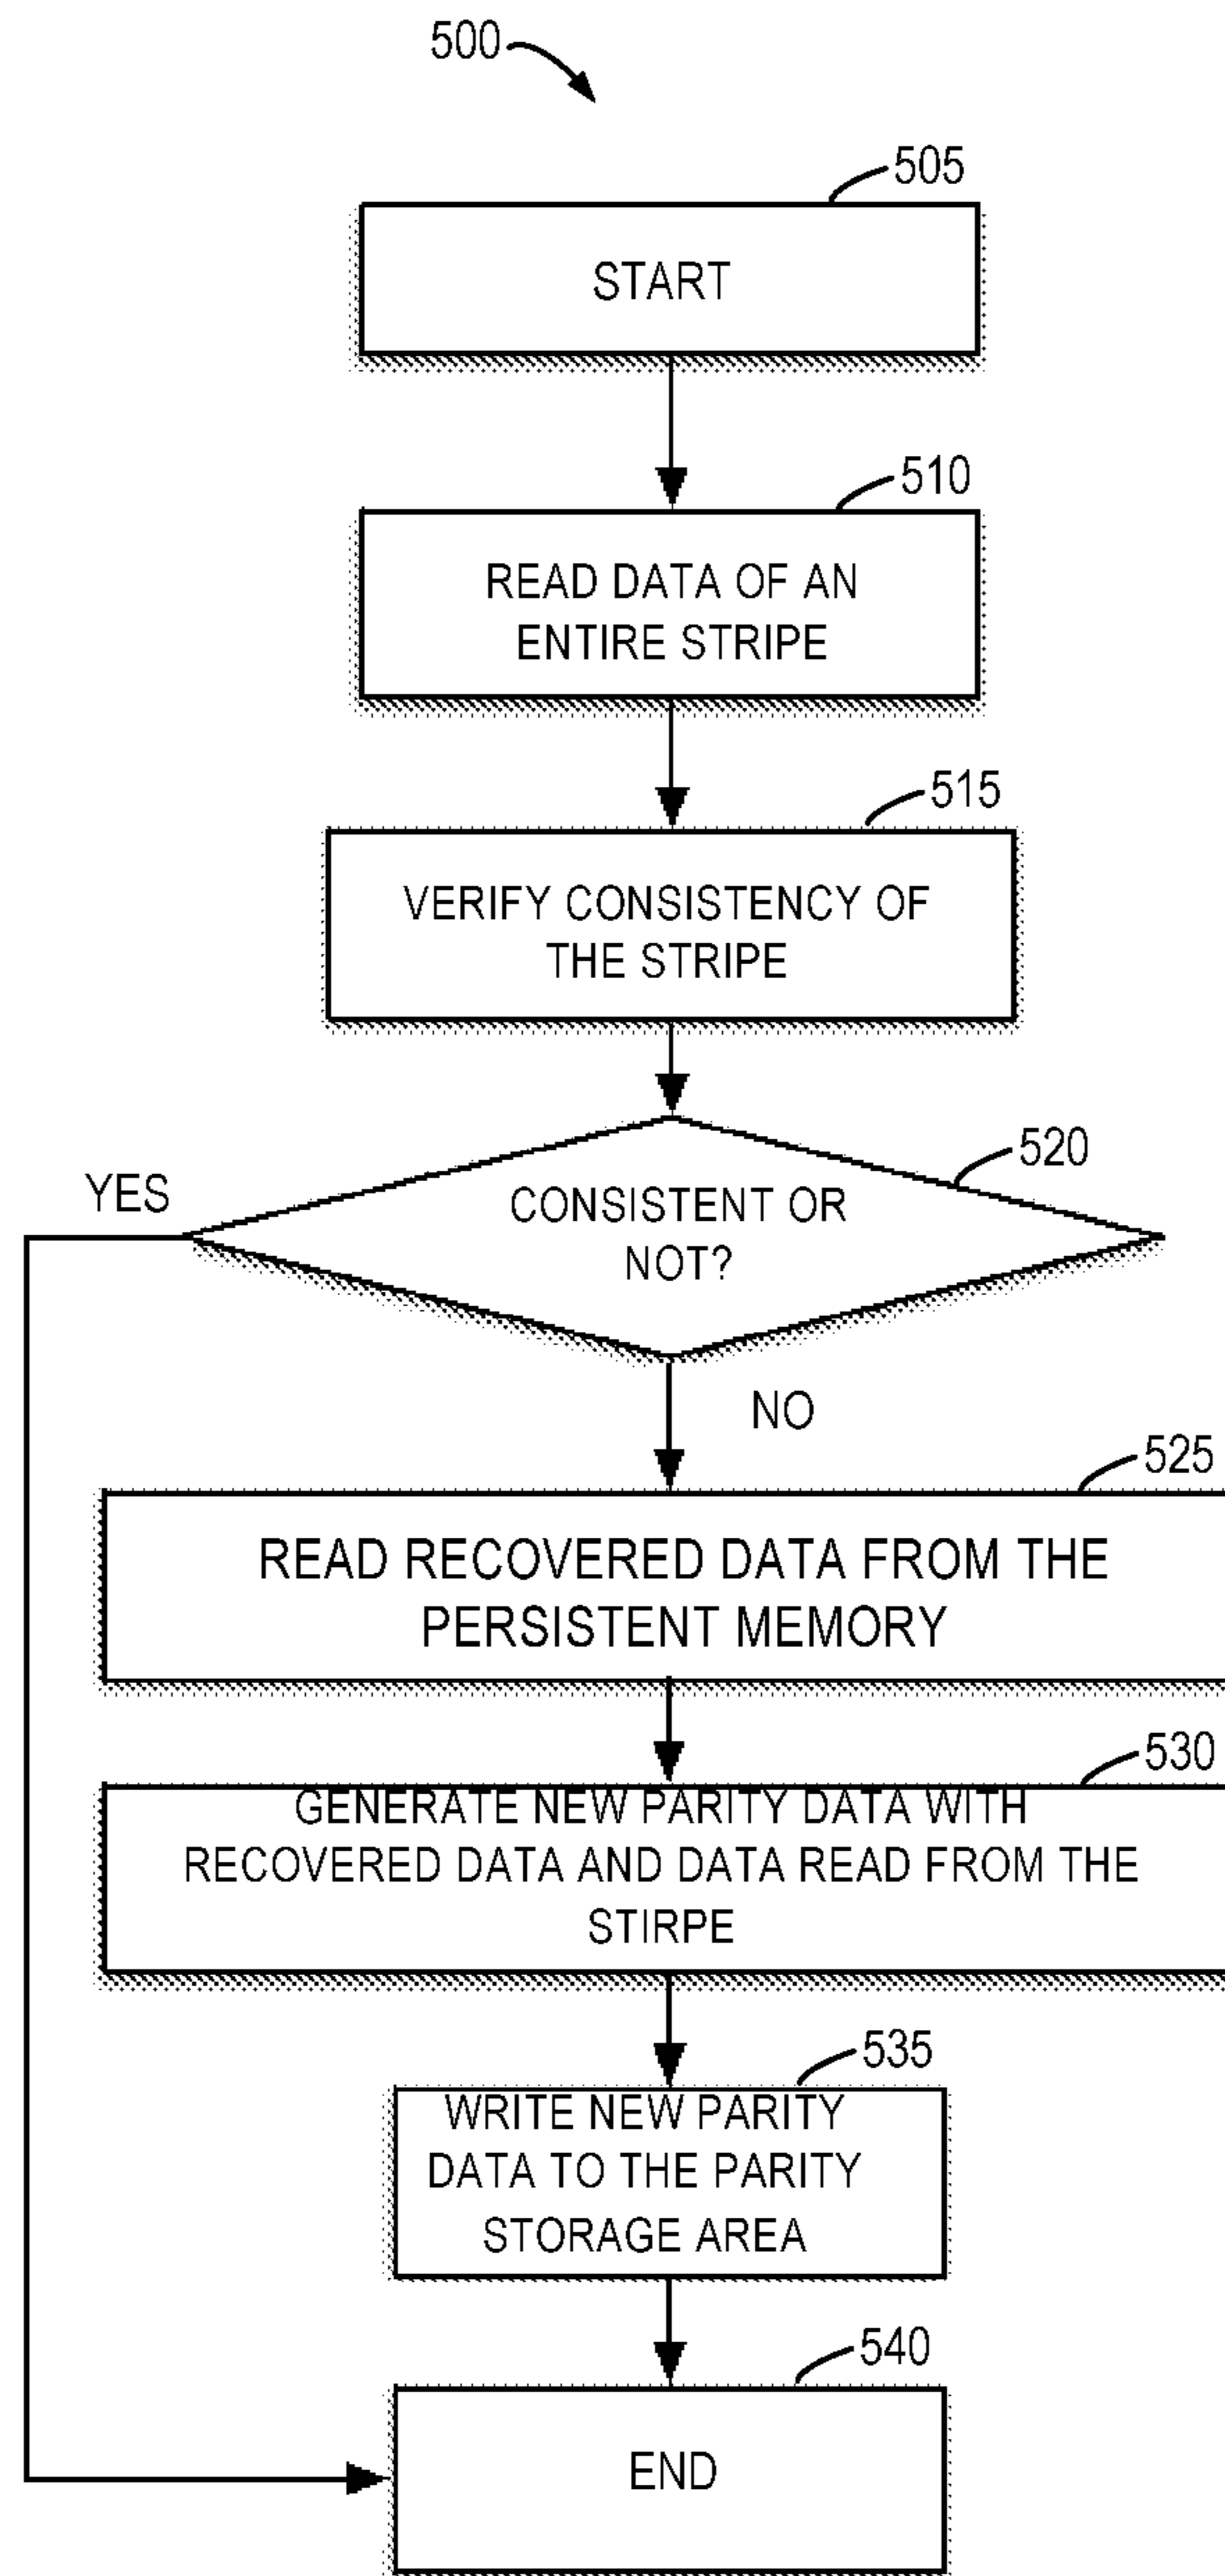 500
505
START
510
READ DATA OF AN
ENTIRE STRIPE
515
VERIFY CONSISTENCY OF
THE STRIPE
520
YES
CONSISTENT OR
NOT?
NO
525
READ RECOVERED DATA FROM THE
PERSISTENT MEMORY
530
GENERATE NEW PARITY DATA WITH
RECOVERED DATA AND DATA READ FROM THE
STIRPE
535
WRITE NEW PARITY
DATA TO THE PARITY
STORAGE AREA
540
END